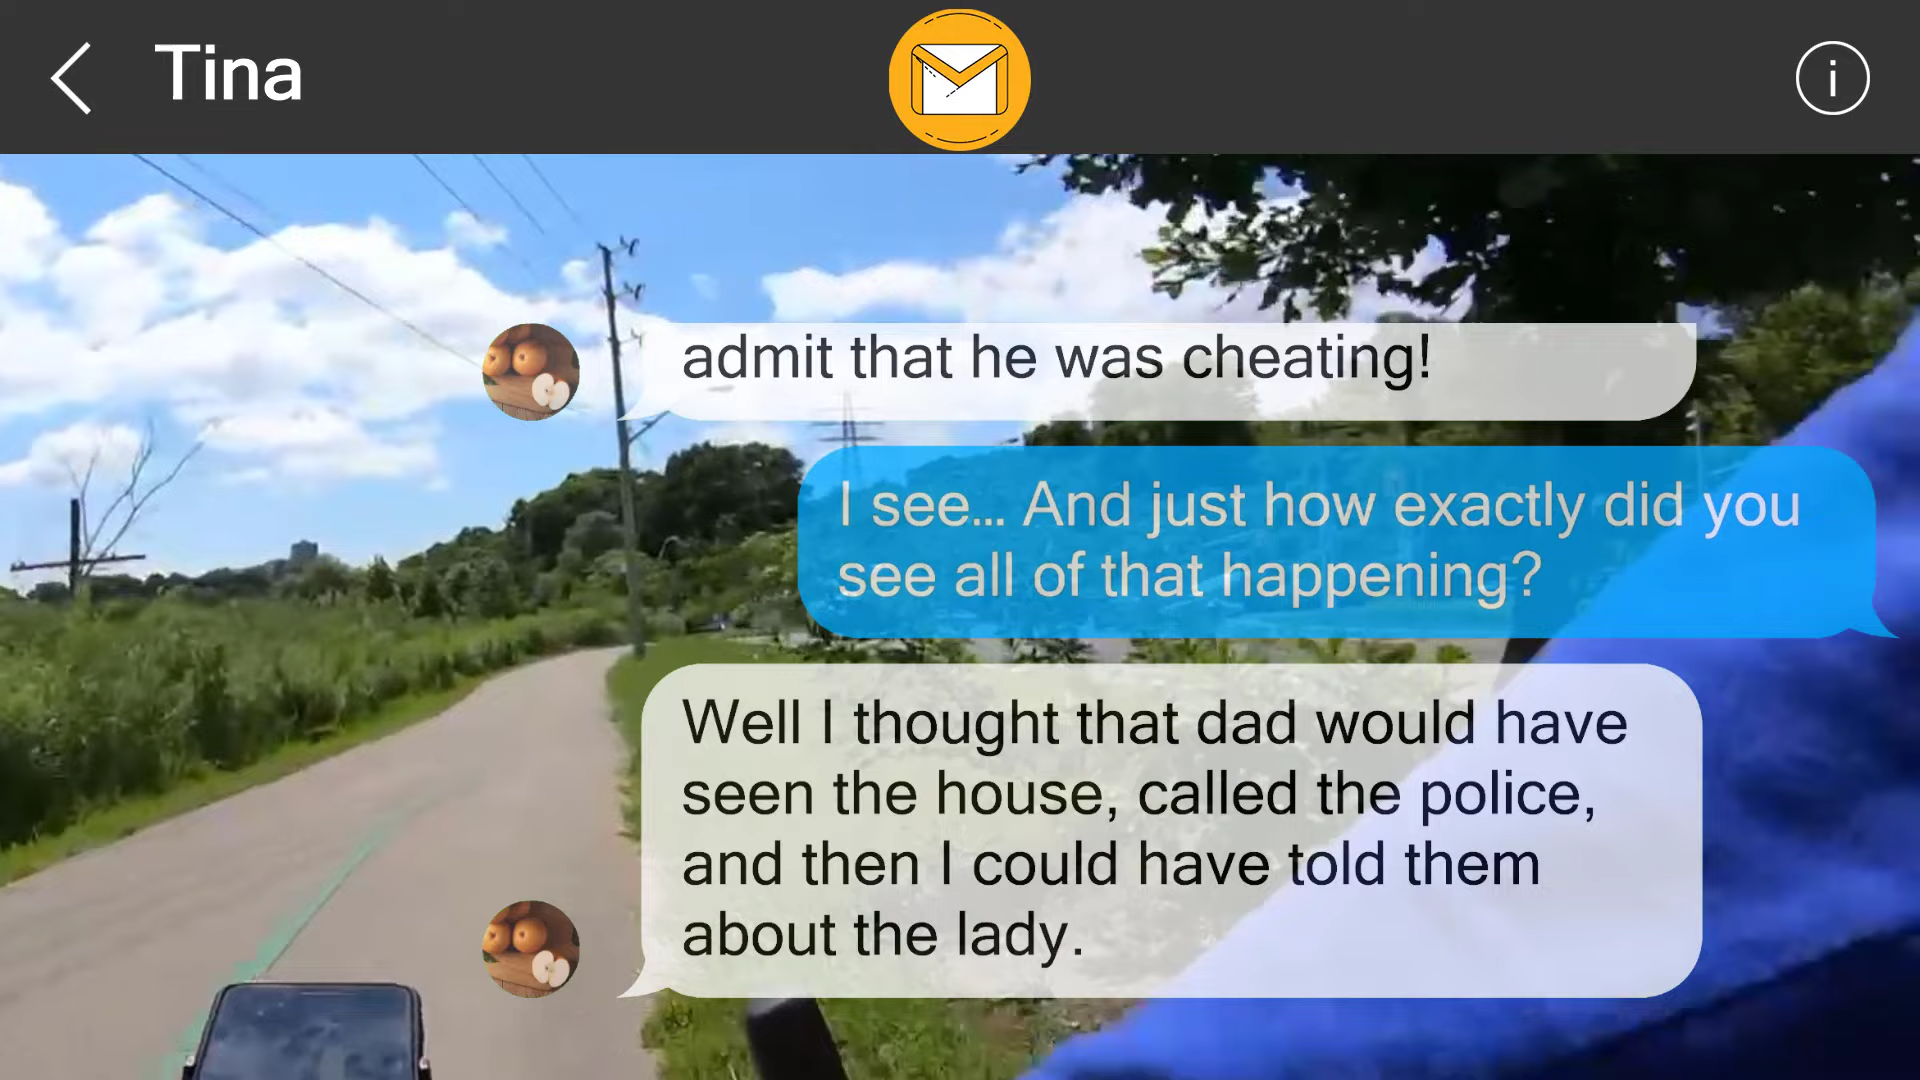 Tina
admit that he was cheating!
I see... And just how exactly did you
see all of that happening?
Well I thought that dad would have
seen the house, called the police,
and then I could have told them
about the lady.